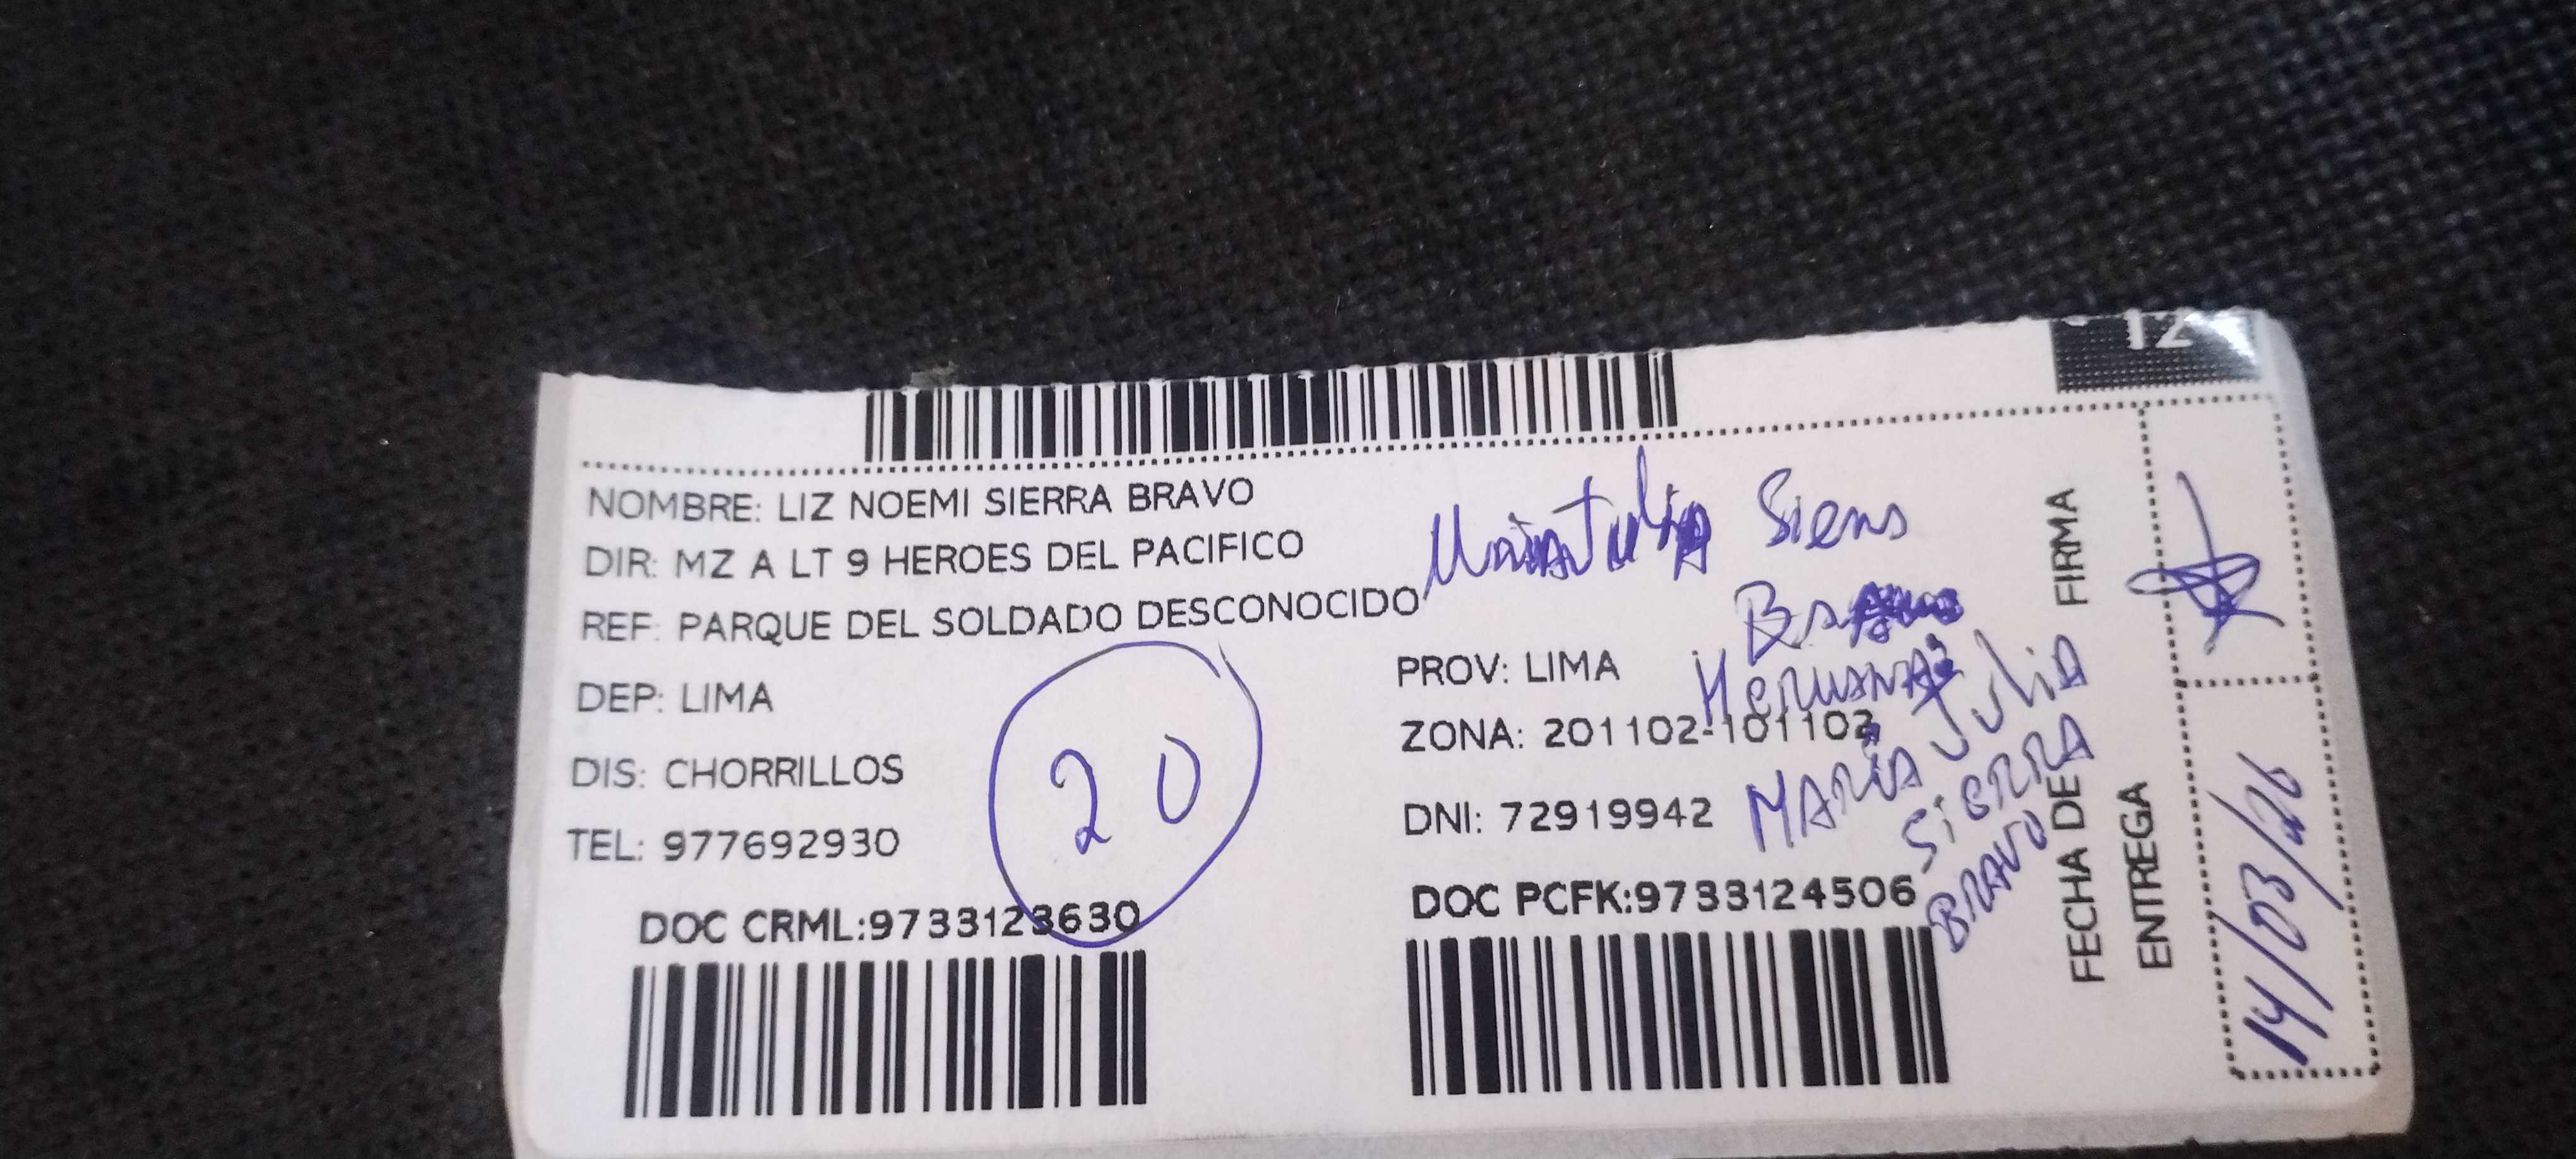 12
NOMBRE: LIZ NOEMI SIERRA BRAVO
DIR: MZ A LT 9 HEROES DEL PACIFICO
REF: PARQUE DEL SOLDADO DESCONOCIDO
DEP: LIMA
DIS: CHORRILLOS
TEL: 977692930
20
DOC CRML:9733123630
PROV: LIMA
ZONA: 201102-101102
DNI: 72919942
DOC PCFK:9733124506
MARIA JULIA
SIERRA
BRAVO
FIRMA
FECHA DE
ENTREGA
14/03/26